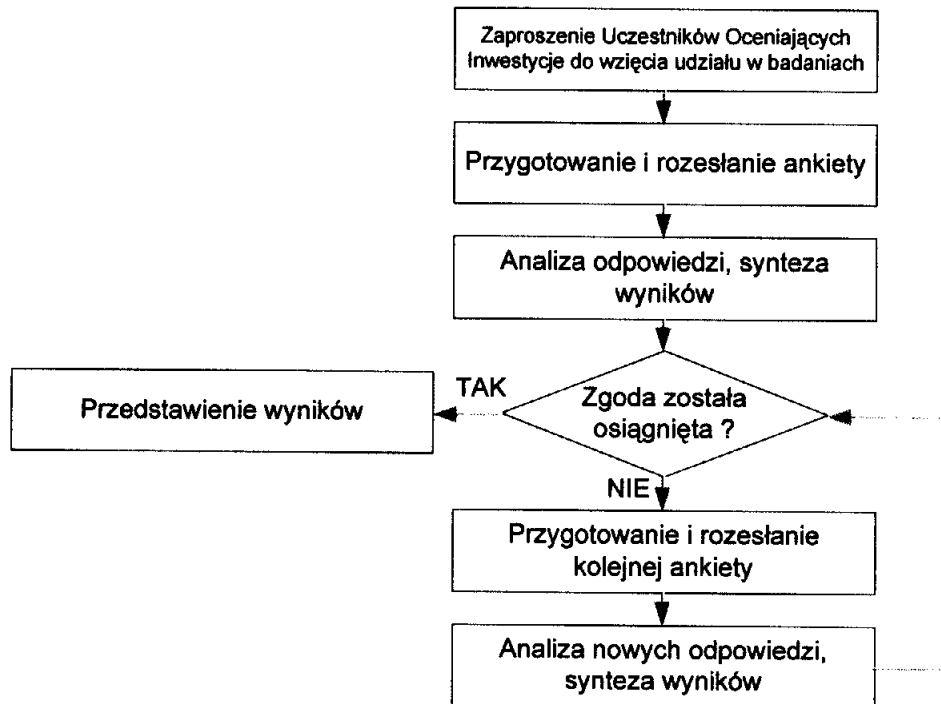 Zaproszenie Uczestników Oceniających
Inwestycje do wzięcia udziału w badaniach
Przygotowanie i rozesłanie ankiety
Analiza odpowiedzi, synteza
wyników
Zgoda została
osiągnięta ?
TAK
Przedstawienie wyników
NIE
Przygotowanie i rozesłanie
kolejnej ankiety
Analiza nowych odpowiedzi,
synteza wyników